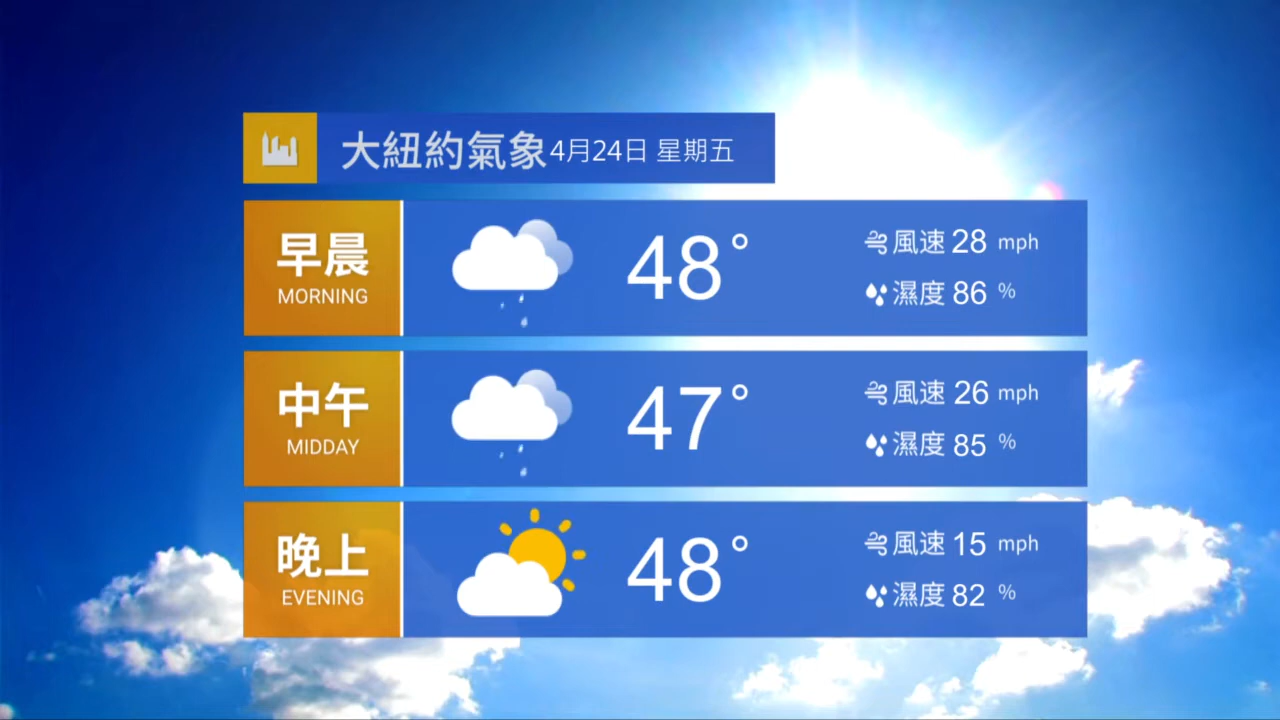 大紐約氣象4月24日 星期五
早晨
MORNING
48°
風速 28 mph
濕度 86 %
中午
MIDDAY
47°
風速 26 mph
濕度 85 %
晚上
EVENING
48°
風速 15 mph
濕度 82 %